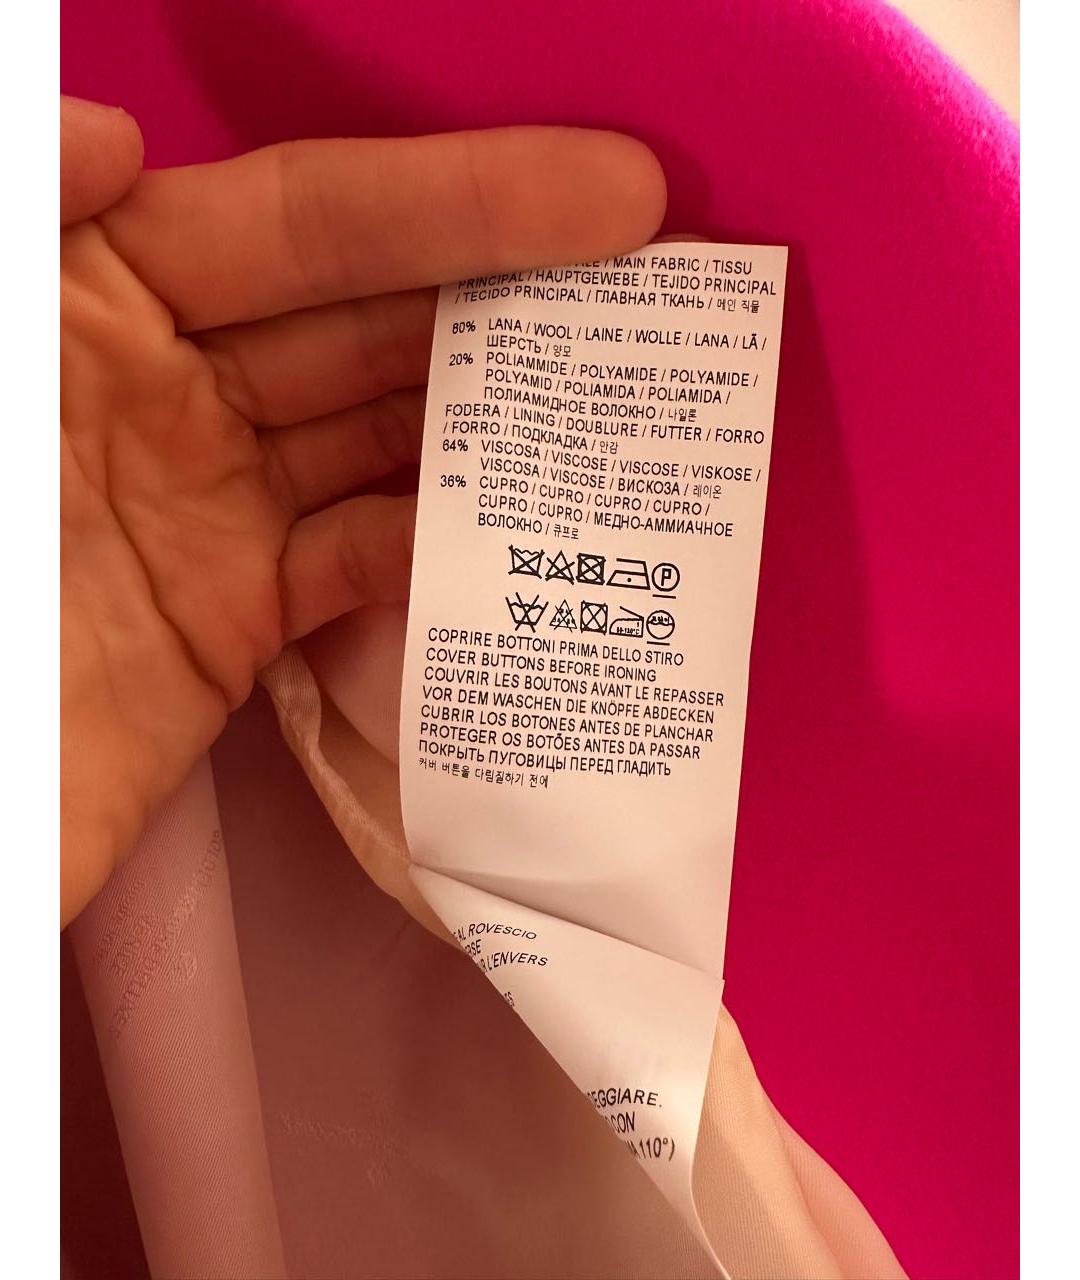 / MAIN FABRIC / TISSU
PRINCIPAL / HAUPTGEWEBE / TEJIDO PRINCIPAL
/ TECIDO PRINCIPAL / ГЛАВНАЯ ТКАНЬ / 메인 직물
80% LANA / WOOL / LAINE / WOLLE / LANA / LÃ /
ШЕРСТЬ / 양모
20% POLIAMMIDE / POLYAMIDE / POLYAMIDE /
POLYAMID / POLIAMIDA / POLIAMIDA /
ПОЛИАМИДНОЕ ВОЛОКНО / 나일론
FODERA / LINING / DOUBLURE / FUTTER / FORRO
/ FORRO / ПОДКЛАДКА / 안감
64% VISCOSA / VISCOSE / VISCOSE / VISKOSE /
VISCOSA / VISCOSE / ВИСКОЗА / 레이온
36% CUPRO / CUPRO / CUPRO / CUPRO /
CUPRO / CUPRO / МЕДНО-АММИАЧНОЕ
ВОЛОКНО / 큐프로
P
COPRIRE BOTTONI PRIMA DELLO STIRO
COVER BUTTONS BEFORE IRONING
COUVRIR LES BOUTONS AVANT LE REPASSER
VOR DEM WASCHEN DIE KNÖPFE ABDECKEN
CUBRIR LOS BOTONES ANTES DE PLANCHAR
PROTEGER OS BOTÕES ANTES DA PASSAR
ПОКРЫТЬ ПУГОВИЦЫ ПЕРЕД ГЛАДИТЬ
커버 버튼을 다림질하기 전에
AL ROVESCIO
L'ENVERS
CON
110°)